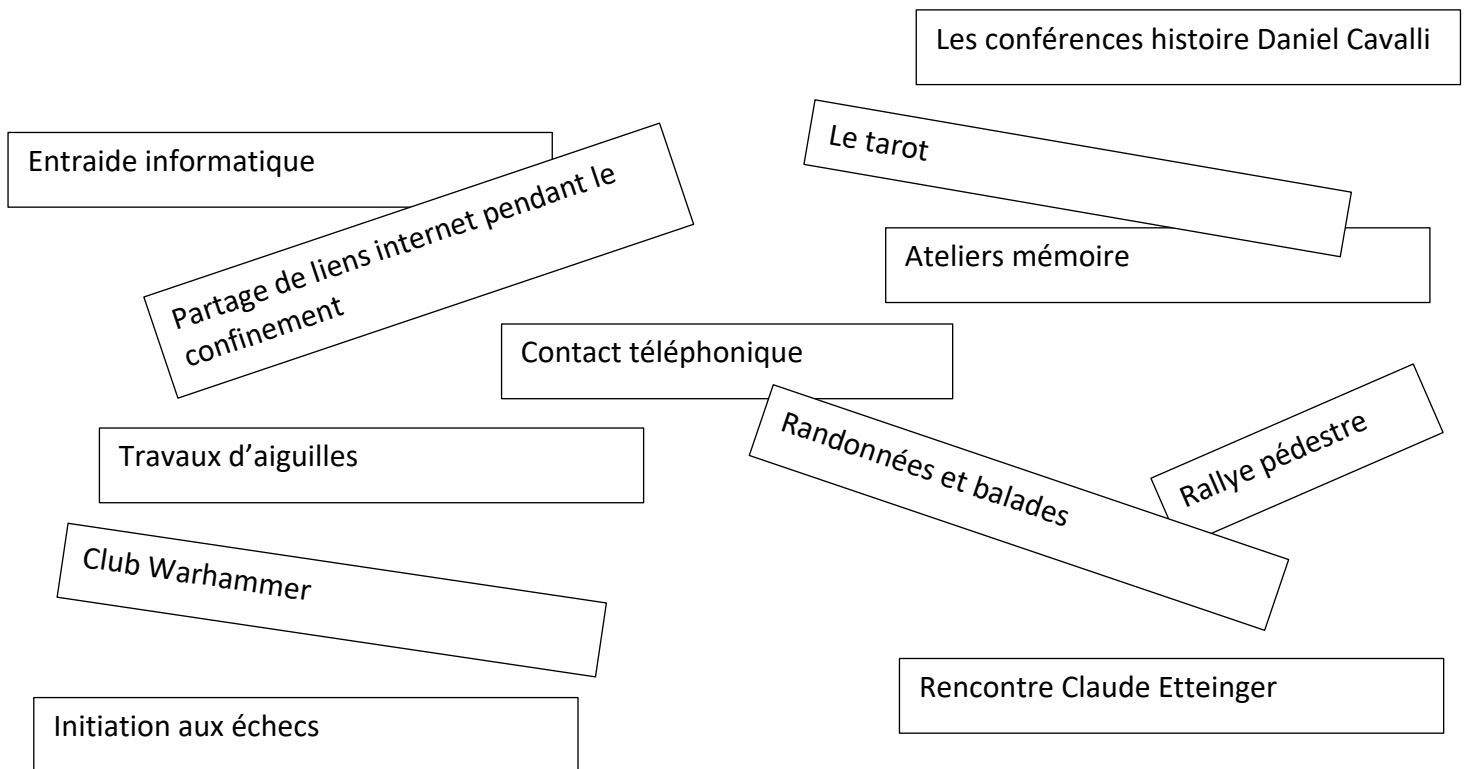 Les conférences histoire Daniel Cavalli
Le tarot
Entraide informatique
Partage de liens internet pendant le
confinement
Ateliers mémoire
Contact téléphonique
Travaux d’aiguilles
Randonnées et balades
Rallye pédestre
Club Warhammer
Rencontre Claude Etteinger
Initiation aux échecs